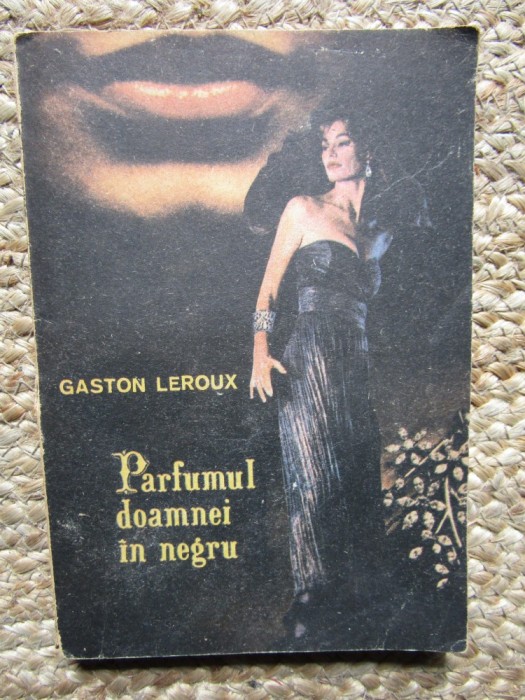 GASTON LEROUX
Parfumul
doamnei
în negru